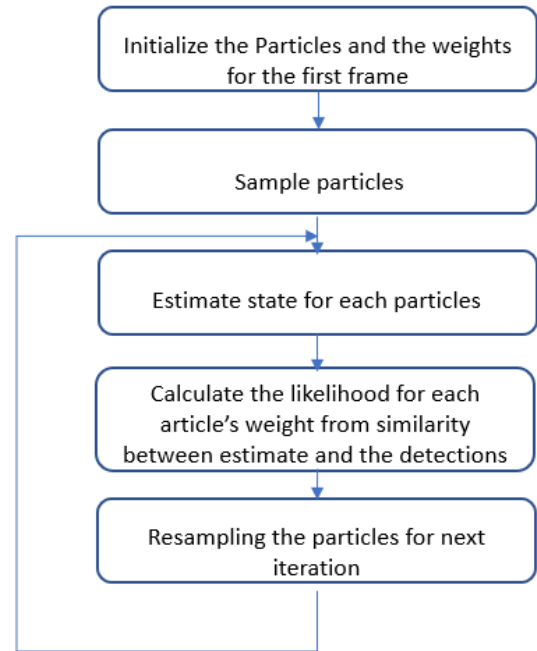 Initialize the Particles and the weights
for the first frame
Sample particles
Estimate state for each particles
Calculate the likelihood for each
article's weight from similarity
between estimate and the detections
Resampling the particles for next
iteration